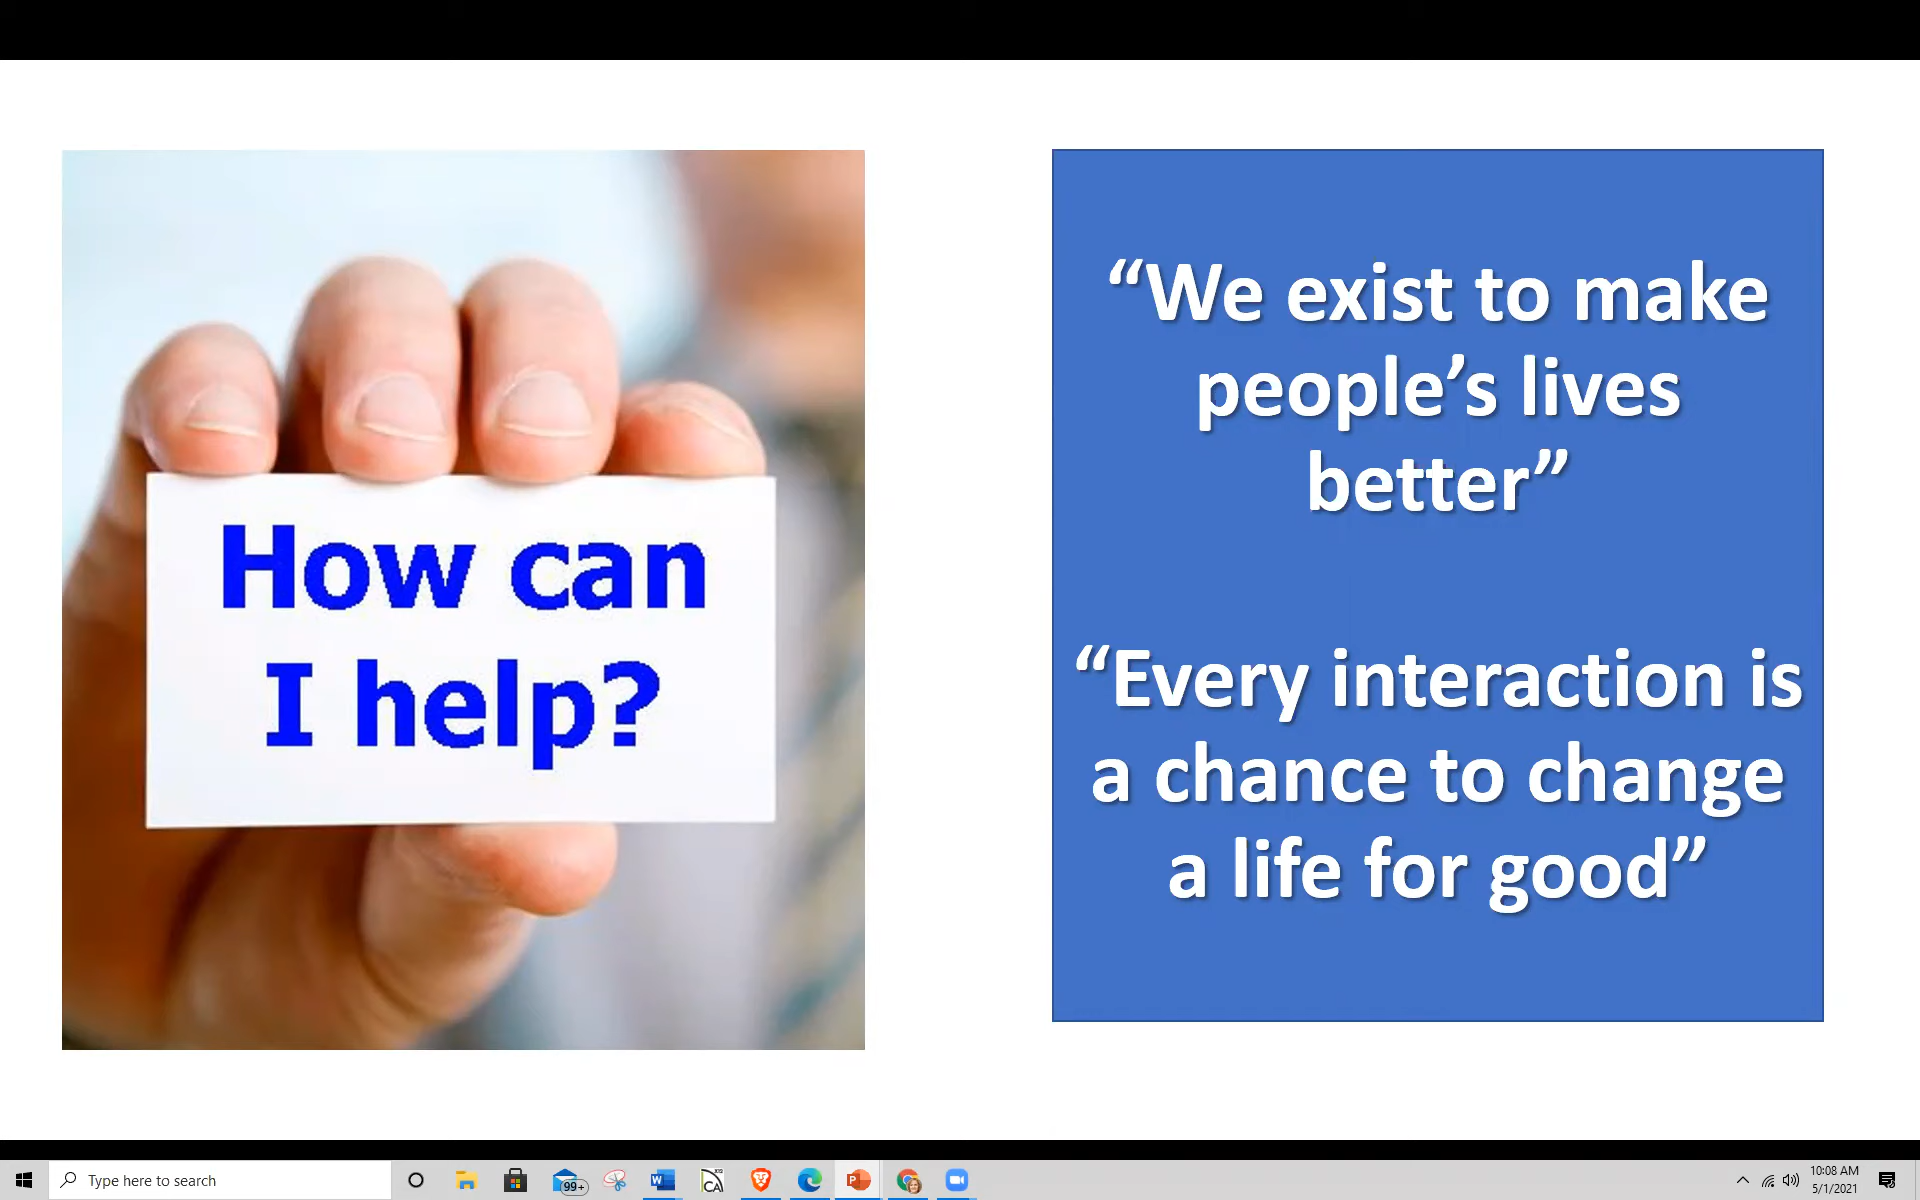 How can
I help?
“We exist to make
people’s lives
better”
“Every interaction is
a chance to change
a life for good”
Type here to search
99+
W
CA
P
10:08 AM
5/1/2021